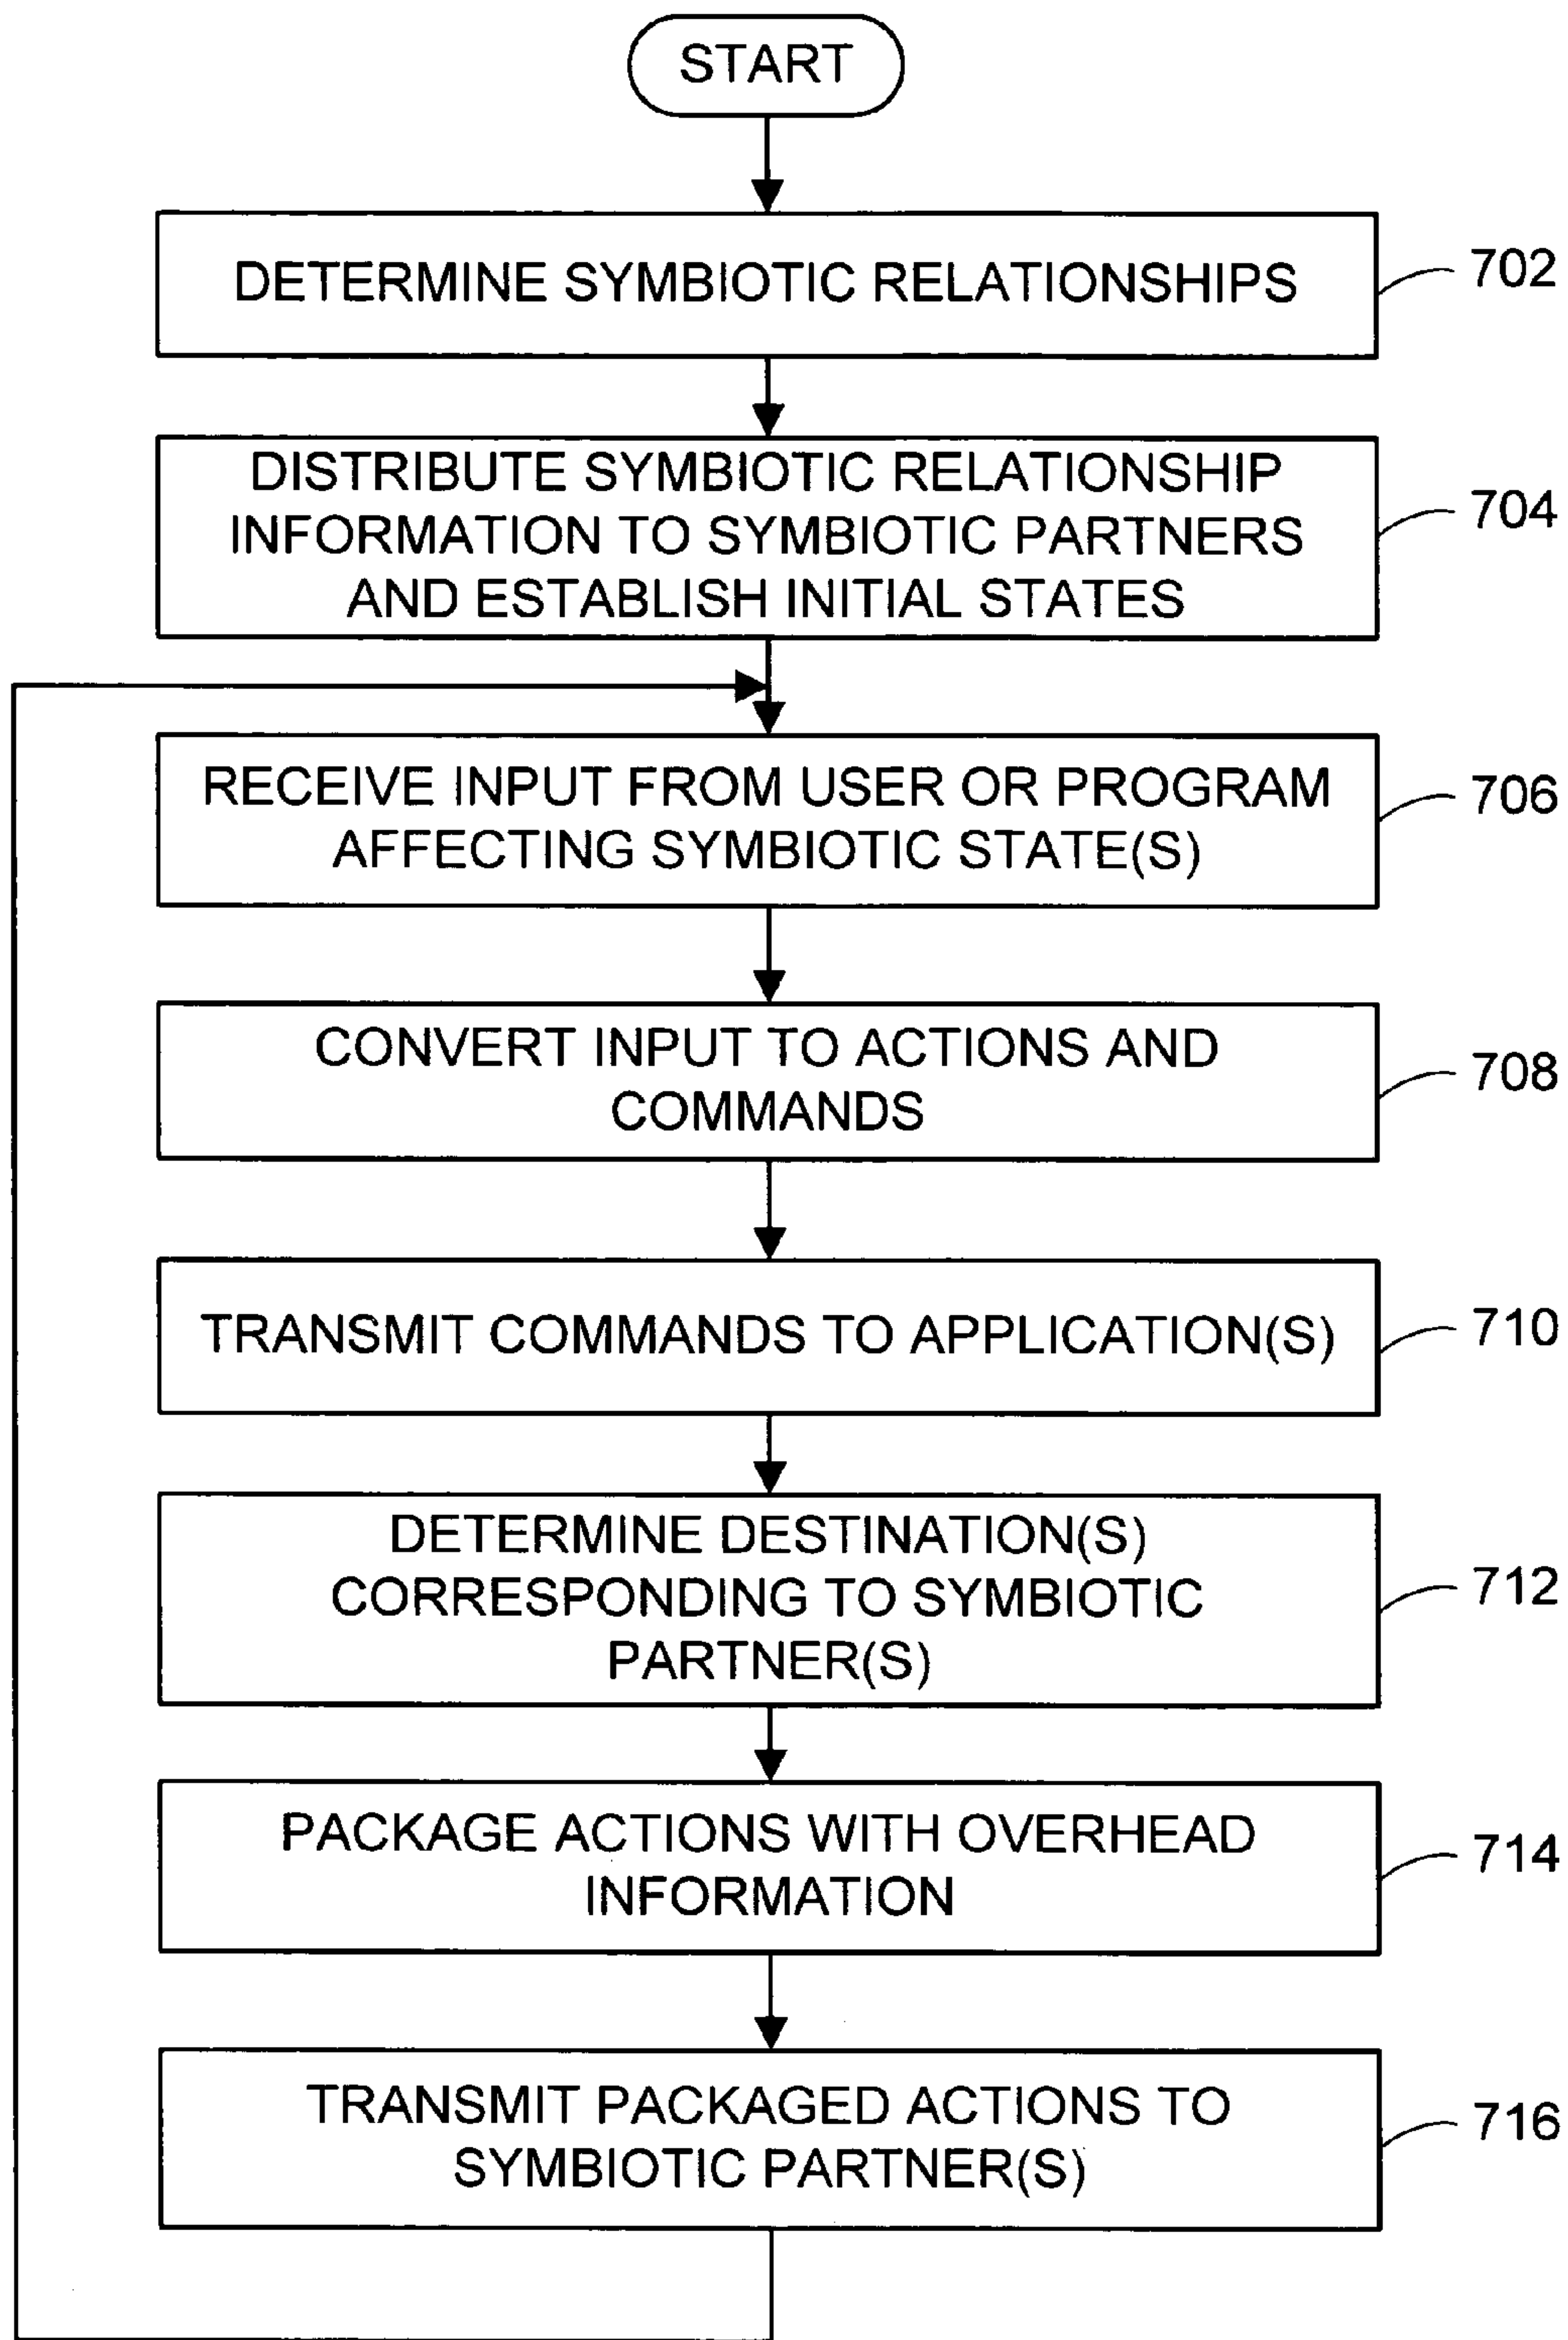 START
DETERMINE SYMBIOTIC RELATIONSHIPS
702
DISTRIBUTE SYMBIOTIC RELATIONSHIP
INFORMATION TO SYMBIOTIC PARTNERS
AND ESTABLISH INITIAL STATES
704
RECEIVE INPUT FROM USER OR PROGRAM
AFFECTING SYMBIOTIC STATE(S)
706
CONVERT INPUT TO ACTIONS AND
COMMANDS
708
TRANSMIT COMMANDS TO APPLICATION(S)
710
DETERMINE DESTINATION(S)
CORRESPONDING TO SYMBIOTIC
PARTNER(S)
712
PACKAGE ACTIONS WITH OVERHEAD
INFORMATION
714
TRANSMIT PACKAGED ACTIONS TO
SYMBIOTIC PARTNER(S)
716